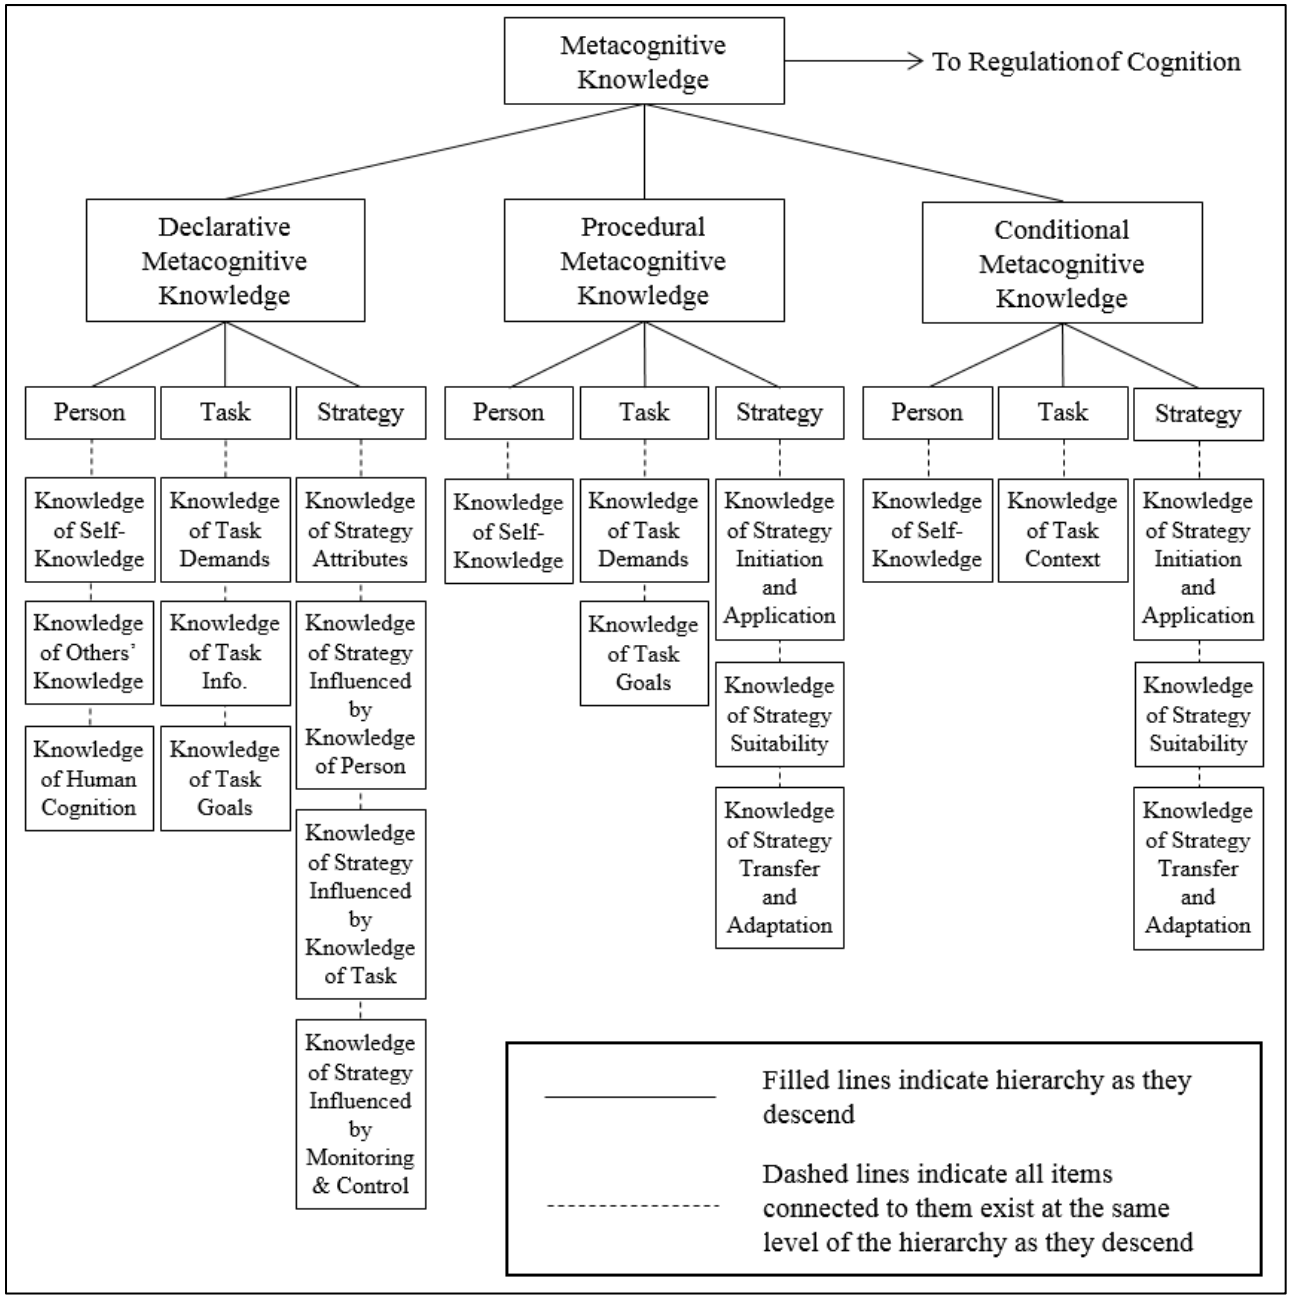 Metacognitive
Knowledge
To Regulation of Cognition
Declarative
Metacognitive
Knowledge
Procedural
Metacognitive
Knowledge
Conditional
Metacognitive
Knowledge
Person
Task
Strategy
Person
Task
Strategy
Person
Task
Strategy
Knowledge
of Self-
Knowledge
Knowledge
of Others’
Knowledge
Knowledge
of Human
Cognition
Knowledge
of Task
Demands
Knowledge
of Task
Info.
Knowledge
of Task
Goals
Knowledge
of Strategy
Attributes
Knowledge
of Strategy
Influenced
by
Knowledge
of Person
Knowledge
of Strategy
Influenced
by
Knowledge
of Task
Knowledge
of Strategy
Influenced
by
Monitoring
& Control
Knowledge
of Self-
Knowledge
Knowledge
of Task
Demands
Knowledge
of Task
Goals
Knowledge
of Strategy
Initiation
and
Application
Knowledge
of Strategy
Suitability
Knowledge
of Strategy
Transfer
and
Adaptation
Knowledge
of Self-
Knowledge
Knowledge
of Task
Context
Knowledge
of Strategy
Initiation
and
Application
Knowledge
of Strategy
Suitability
Knowledge
of Strategy
Transfer
and
Adaptation
Filled lines indicate hierarchy as they
descend
Dashed lines indicate all items
connected to them exist at the same
level of the hierarchy as they descend